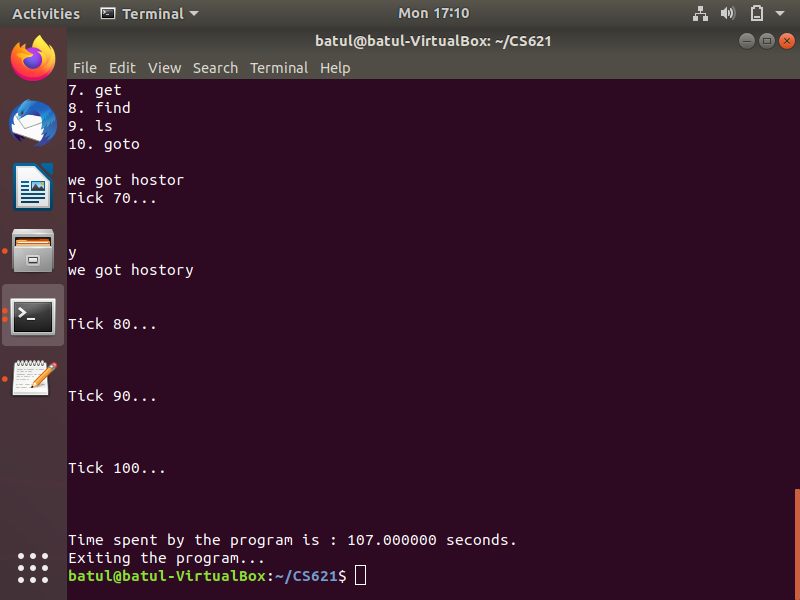 Activities Terminal Mon 17:10
batul@batul-VirtualBox: ~/CS621
File Edit View Search Terminal Help
7. get
8. find
9. ls
10. goto
we got hostor
Tick 70...
y
we got hostory
Tick 80...
Tick 90...
Tick 100...
Time spent by the program is : 107.000000 seconds.
Exiting the program...
batul@batul-VirtualBox:~/CS621$